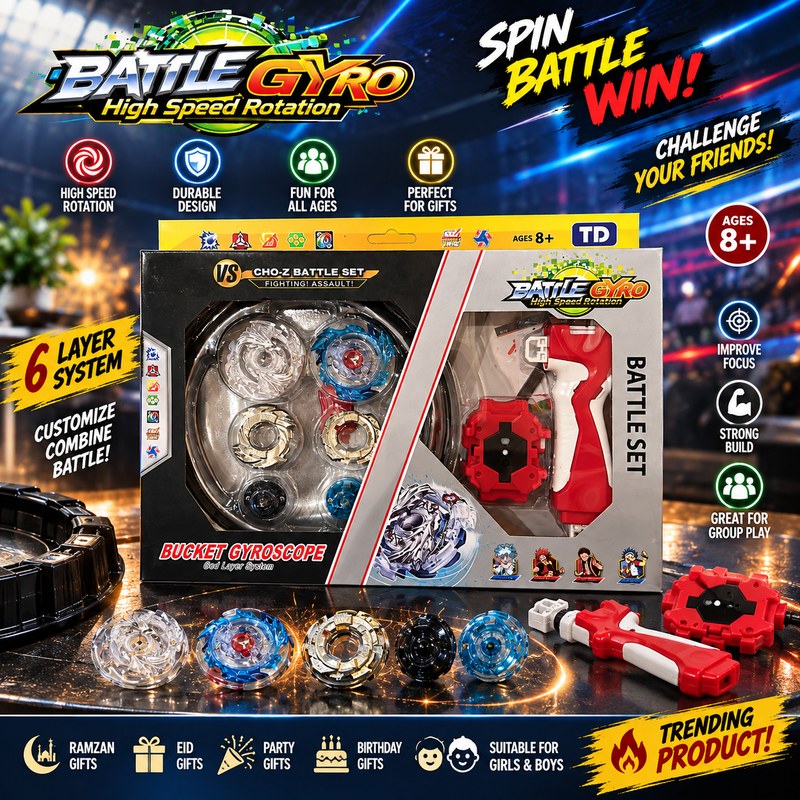 BATTLE GYRO
High Speed Rotation
SPIN
BATTLE
WIN!
CHALLENGE
YOUR FRIENDS!
HIGH SPEED
ROTATION
DURABLE
DESIGN
FUN FOR
ALL AGES
PERFECT
FOR GIFTS
AGES 8+
TD
AGES
8+
VS CHO-Z BATTLE SET
FIGHTING! ASSAULT!
BATTLE GYRO
High Speed Rotation
6 LAYER
SYSTEM
CUSTOMIZE
COMBINE
BATTLE!
BATTLE SET
IMPROVE
FOCUS
STRONG
BUILD
GREAT FOR
GROUP PLAY
BUCKET GYROSCOPE
God Layer System
RAMZAN
GIFTS
EID
GIFTS
PARTY
GIFTS
BIRTHDAY
GIFTS
SUITABLE FOR
GIRLS & BOYS
TRENDING
PRODUCT!